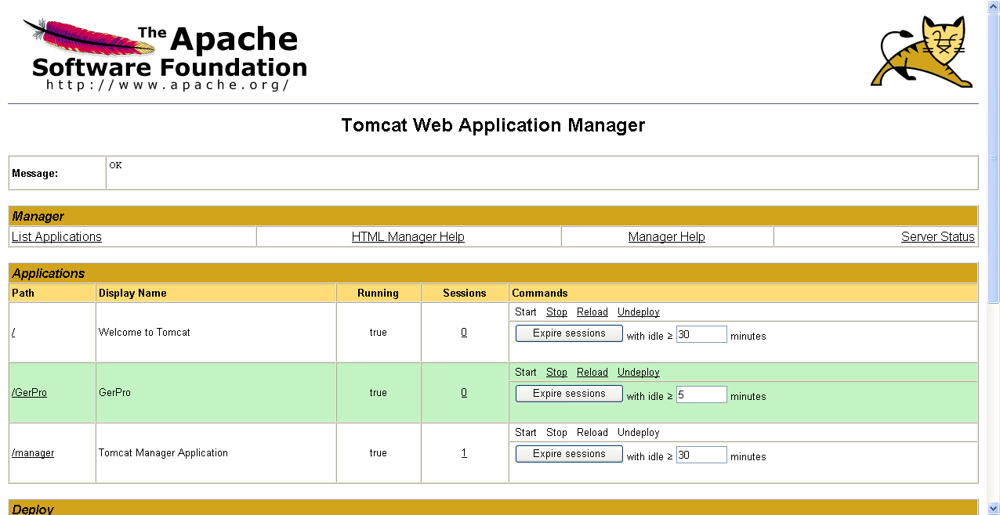 The Apache
Software Foundation
http://www.apache.org/
Tomcat Web Application Manager
Message: OK
Manager
List Applications HTML Manager Help Manager Help Server Status
Applications
Path Display Name Running Sessions Commands
Start Stop Reload Undeploy
/ Welcome to Tomcat true 0 Expire sessions with idle ≥ 30 minutes
Start Stop Reload Undeploy
/GerPro GerPro true 0 Expire sessions with idle ≥ 5 minutes
Start Stop Reload Undeploy
/manager Tomcat Manager Application true 1 Expire sessions with idle ≥ 30 minutes
Deploy